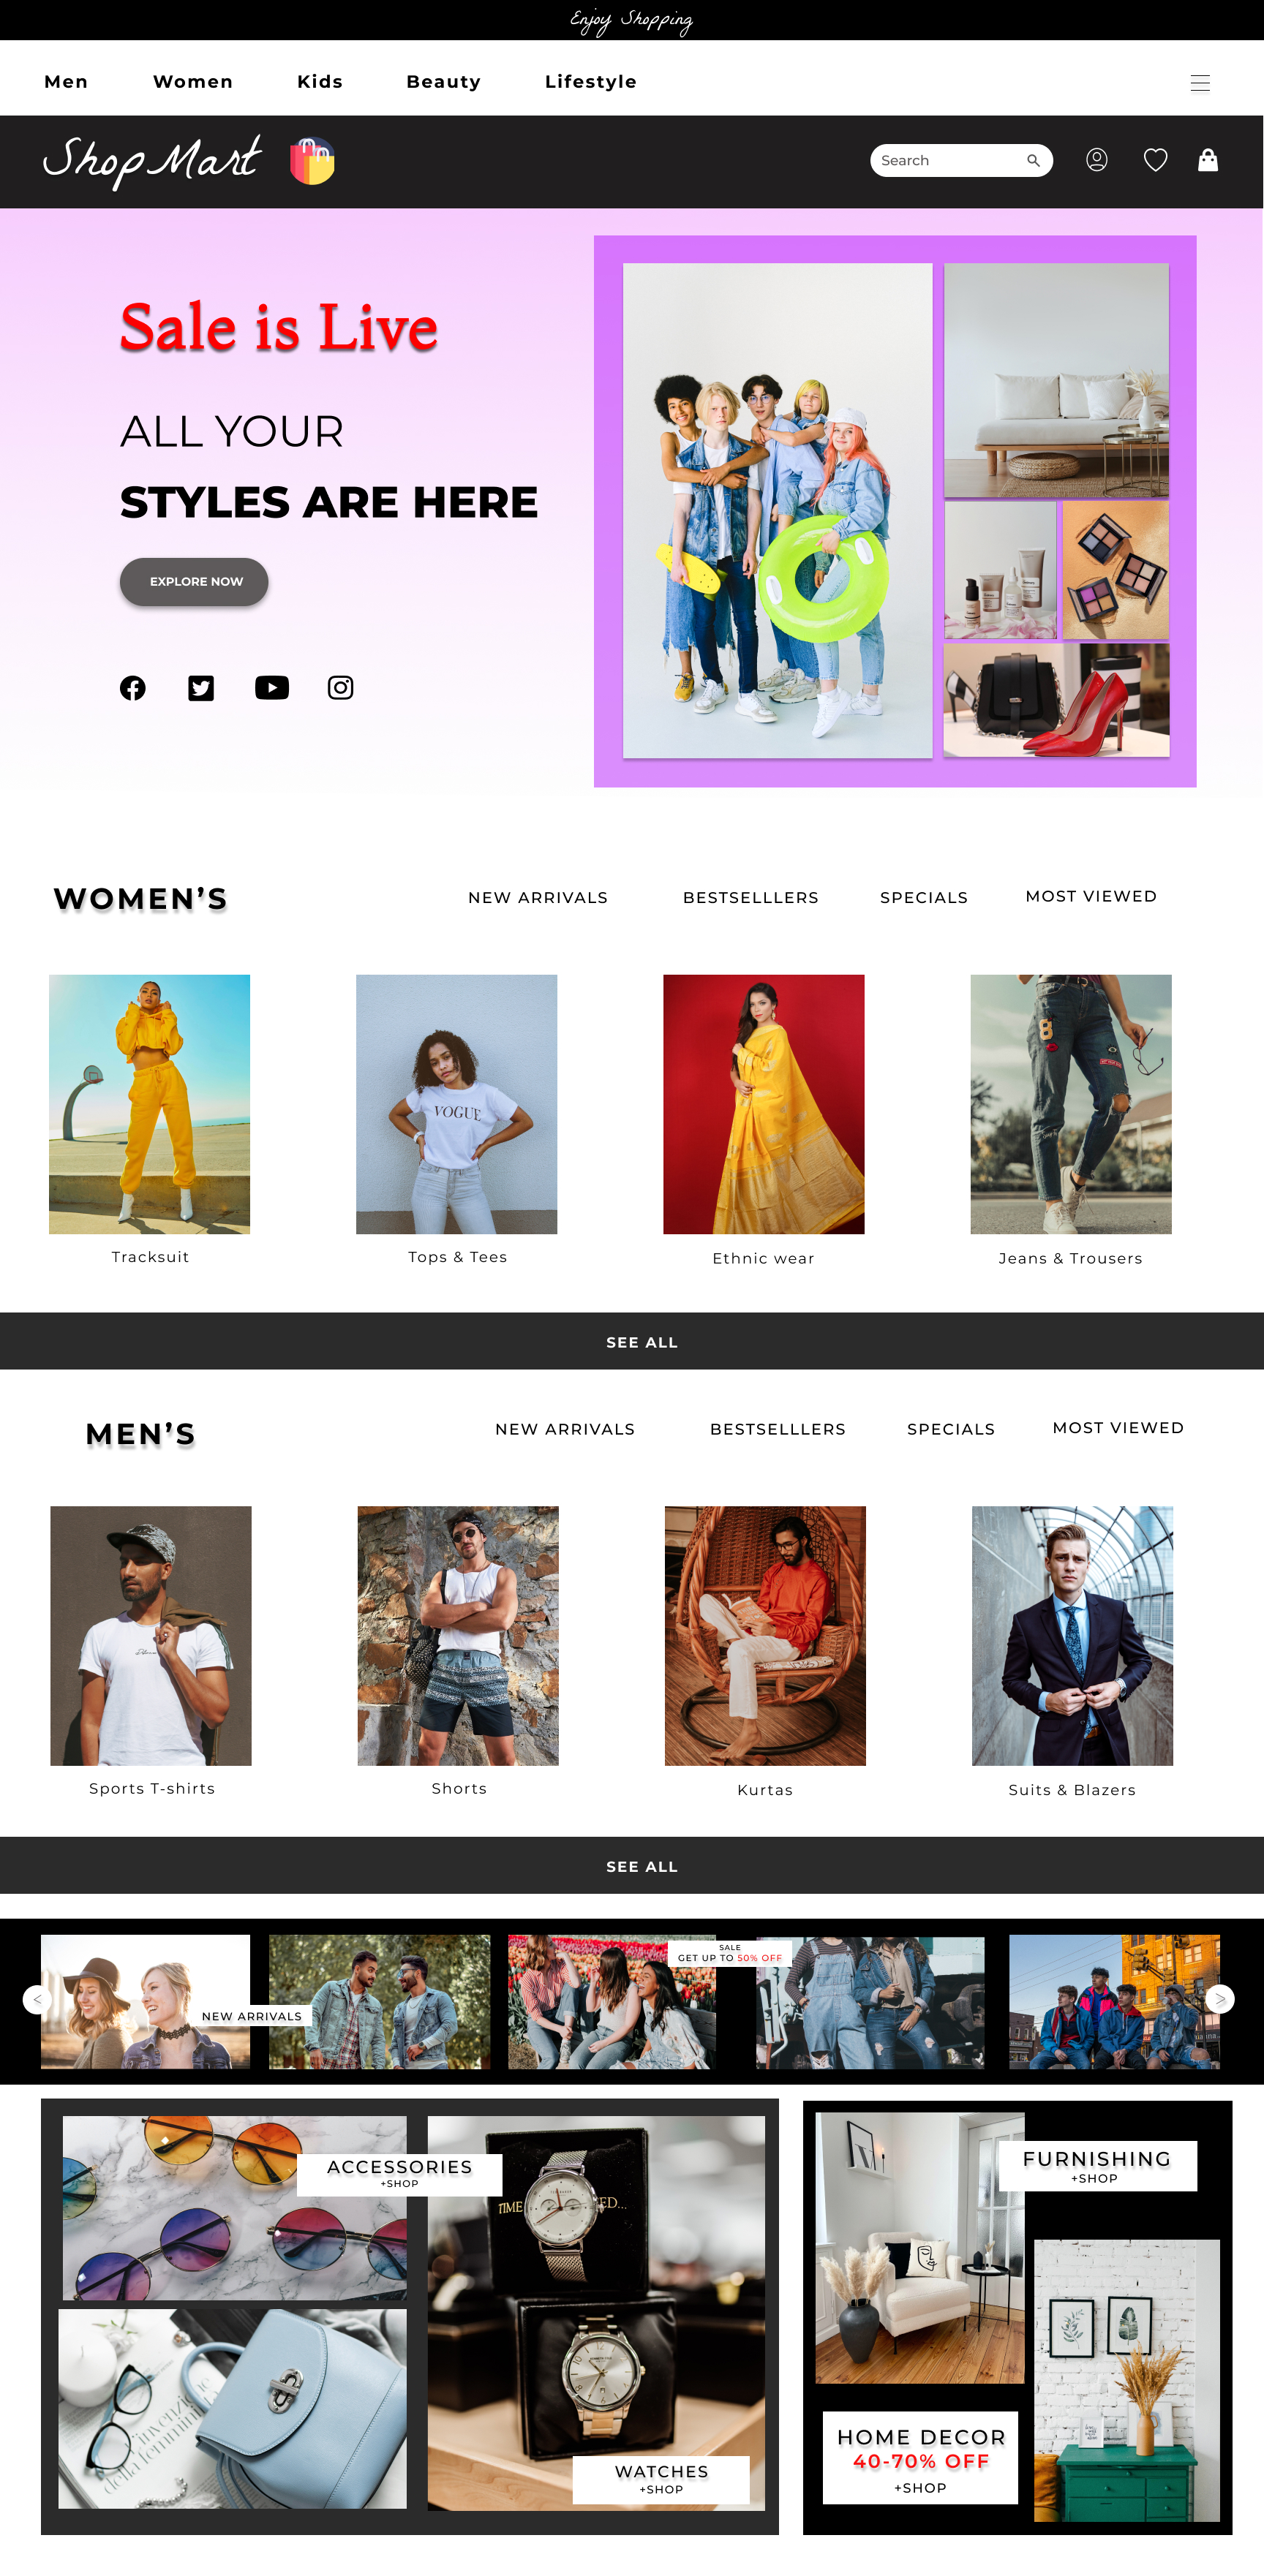 Enjoy Shopping
Men Women Kids Beauty Lifestyle
Shop Mart
Search
Sale is Live
ALL YOUR
STYLES ARE HERE
EXPLORE NOW
WOMEN’S
NEW ARRIVALS BESTSELLLERS SPECIALS MOST VIEWED
VOGUE
Tracksuit Tops & Tees Ethnic wear Jeans & Trousers
SEE ALL
MEN’S
NEW ARRIVALS BESTSELLLERS SPECIALS MOST VIEWED
Sports T-shirts Shorts Kurtas Suits & Blazers
SEE ALL
SALE
GET UP TO 50% OFF
< >
NEW ARRIVALS
ACCESSORIES
+SHOP
FURNISHING
+SHOP
TIME
HOME DECOR
40-70% OFF
+SHOP
WATCHES
+SHOP